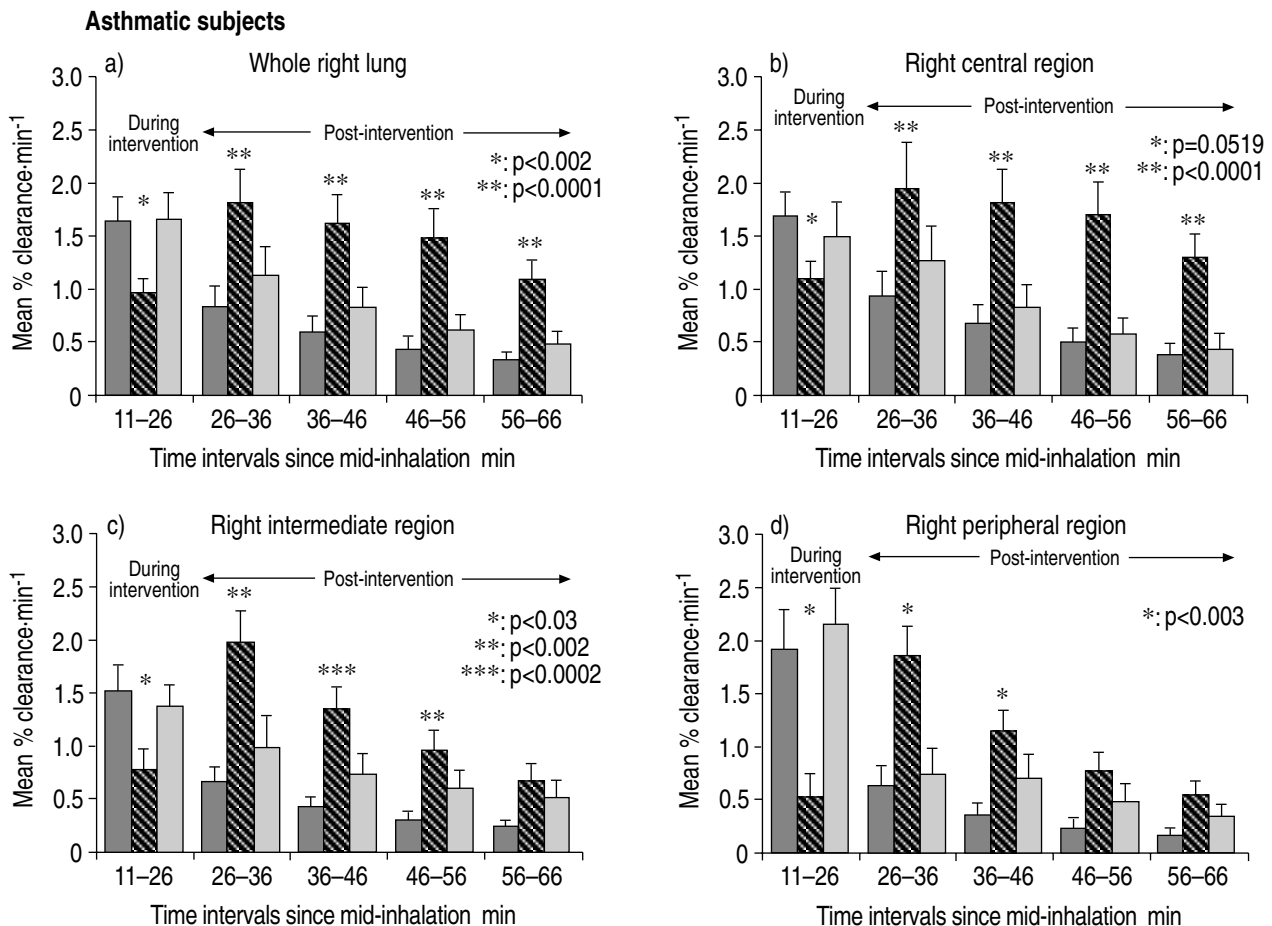 Asthmatic subjects
a) Whole right lung
Mean % clearance·min-1
3.0
2.5
2.0
1.5
1.0
0.5
0
During
intervention
Post-intervention
*: p<0.002
**: p<0.0001
*
**
**
**
**
11–26 26–36 36–46 46–56 56–66
Time intervals since mid-inhalation min
b) Right central region
Mean % clearance·min-1
3.0
2.5
2.0
1.5
1.0
0.5
0
During
intervention
Post-intervention
*: p=0.0519
**: p<0.0001
*
**
**
**
**
11–26 26–36 36–46 46–56 56–66
Time intervals since mid-inhalation min
c) Right intermediate region
Mean % clearance·min-1
3.0
2.5
2.0
1.5
1.0
0.5
0
During
intervention
Post-intervention
*: p<0.03
**: p<0.002
***: p<0.0002
*
**
***
**
11–26 26–36 36–46 46–56 56–66
Time intervals since mid-inhalation min
d) Right peripheral region
Mean % clearance·min-1
3.0
2.5
2.0
1.5
1.0
0.5
0
During
intervention
Post-intervention
*: p<0.003
*
*
*
11–26 26–36 36–46 46–56 56–66
Time intervals since mid-inhalation min